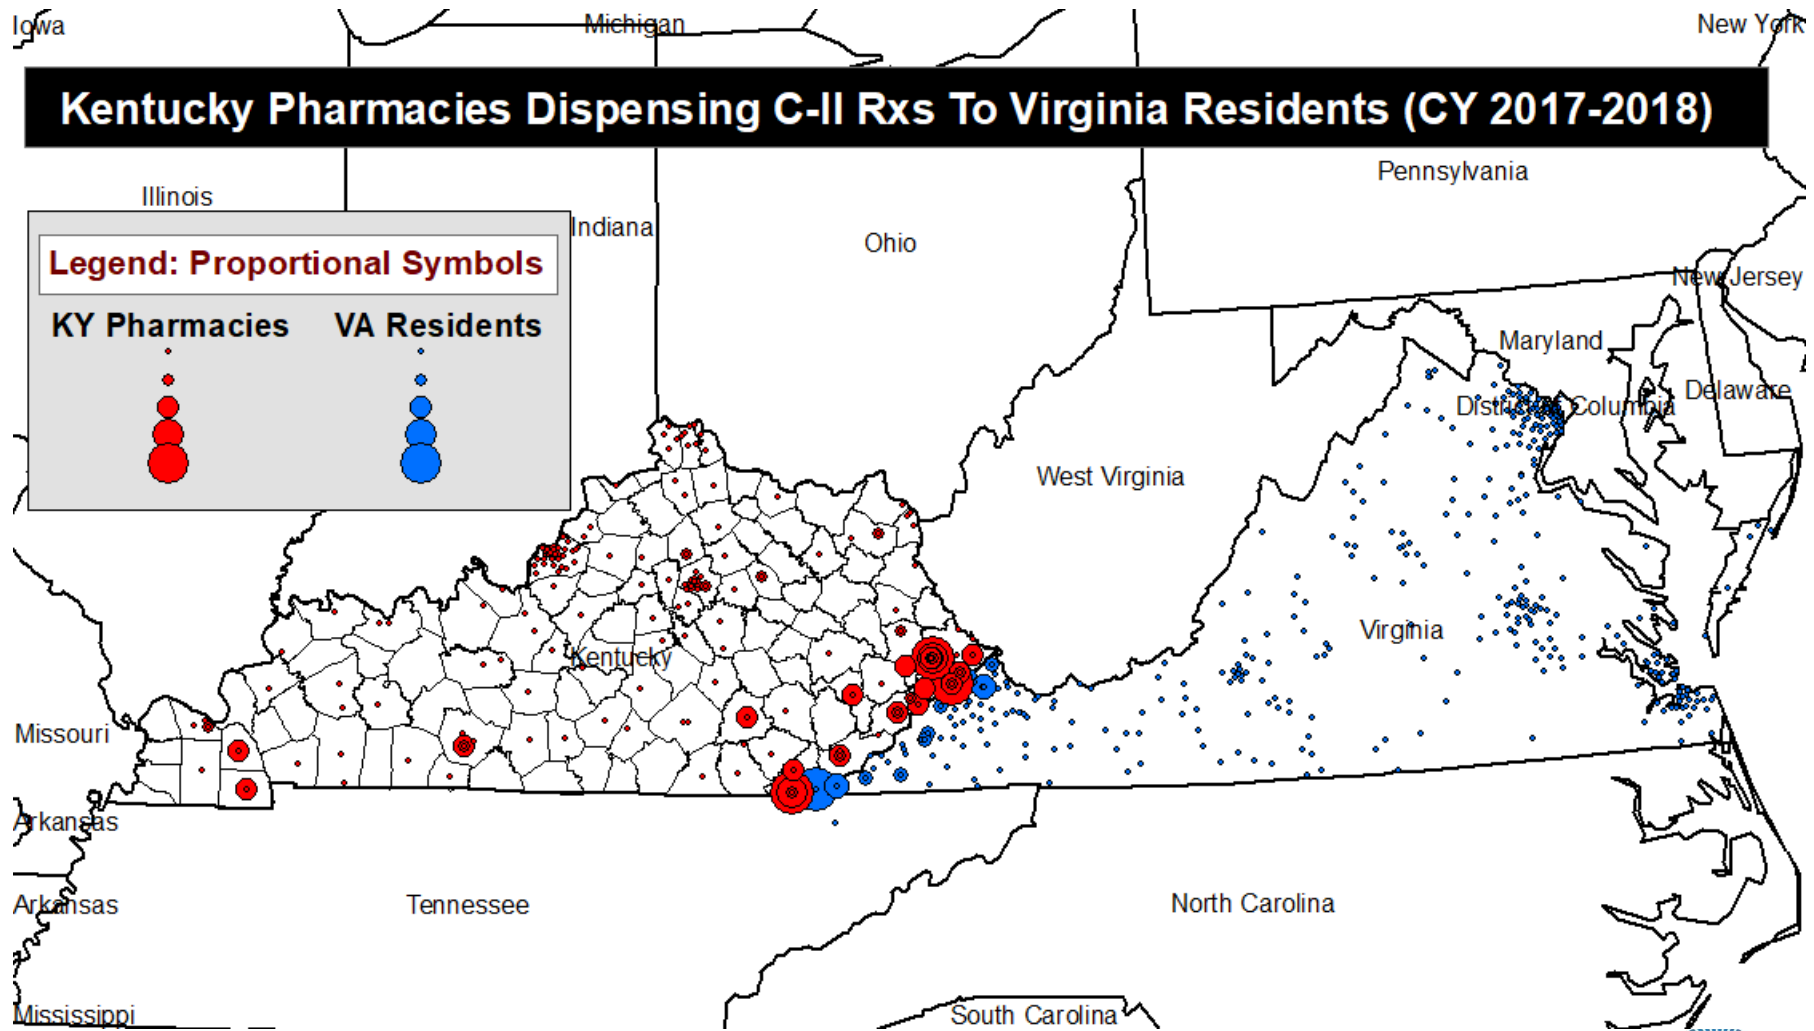 Iowa
Michigan
New York
Kentucky Pharmacies Dispensing C-II Rxs To Virginia Residents (CY 2017-2018)
Pennsylvania
Illinois
Indiana
Ohio
Legend: Proportional Symbols
New Jersey
KY Pharmacies VA Residents
Maryland
Delaware
District of Columbia
West Virginia
Virginia
Kentucky
Missouri
Arkansas
Arkansas
Tennessee
North Carolina
Mississippi
South Carolina